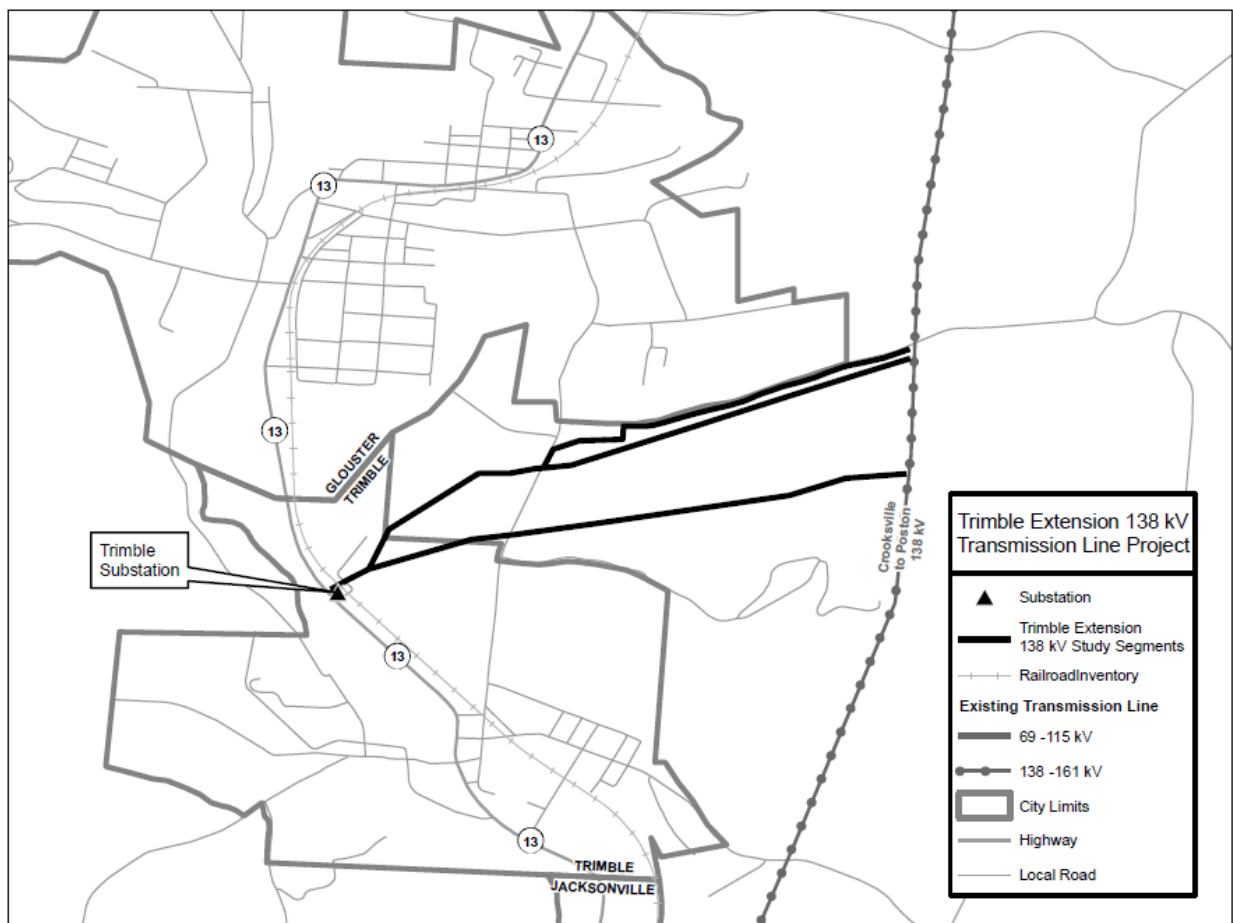 13
13
13
GLOUSTER
TRIMBLE
Trimble
Substation
13
13
TRIMBLE
JACKSONVILLE
Crooksville
to Poston
138 kV
Trimble Extension 138 kV
Transmission Line Project
Substation
Trimble Extension
138 kV Study Segments
RailroadInventory
Existing Transmission Line
69 -115 kV
138 -161 kV
City Limits
Highway
Local Road